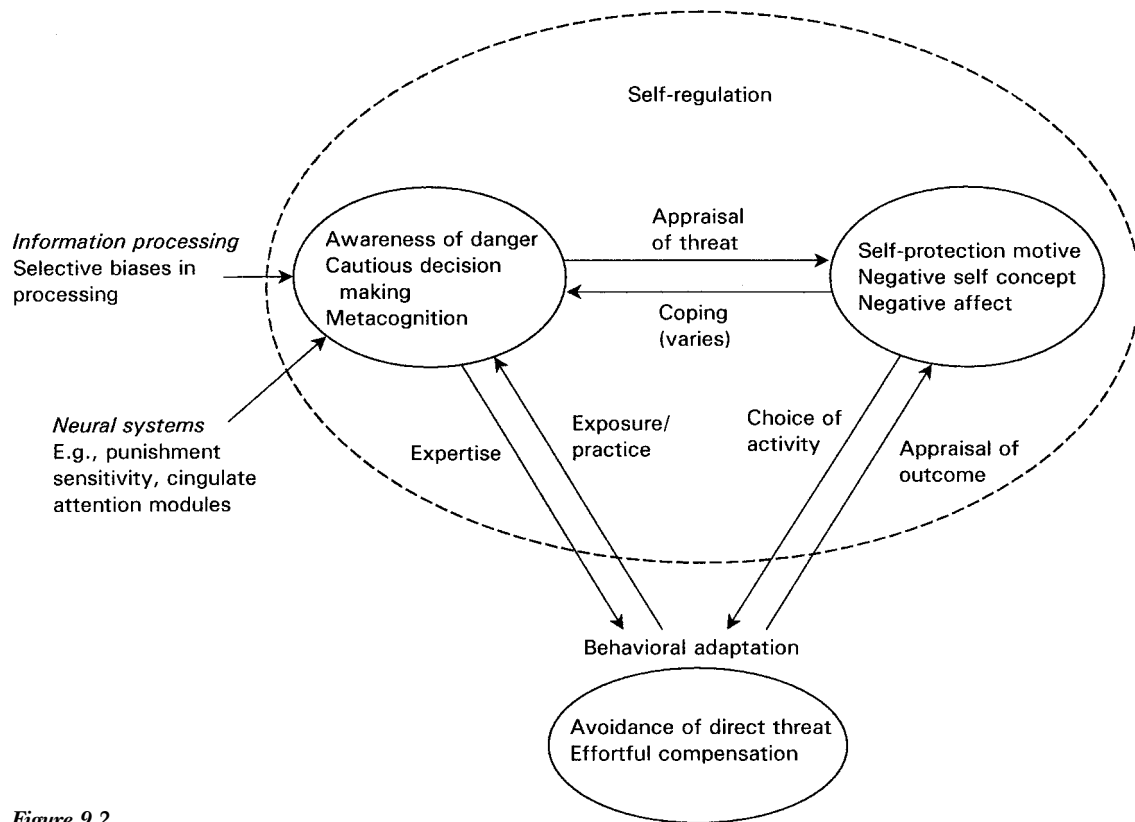 Self-regulation
Information processing
Selective biases in
processing
Awareness of danger
Cautious decision
making
Metacognition
Appraisal
of threat
Coping
(varies)
Self-protection motive
Negative self concept
Negative affect
Neural systems
E.g., punishment
sensitivity, cingulate
attention modules
Expertise
Exposure/
practice
Choice of
activity
Appraisal of
outcome
Behavioral adaptation
Avoidance of direct threat
Effortful compensation
Figure 9.2